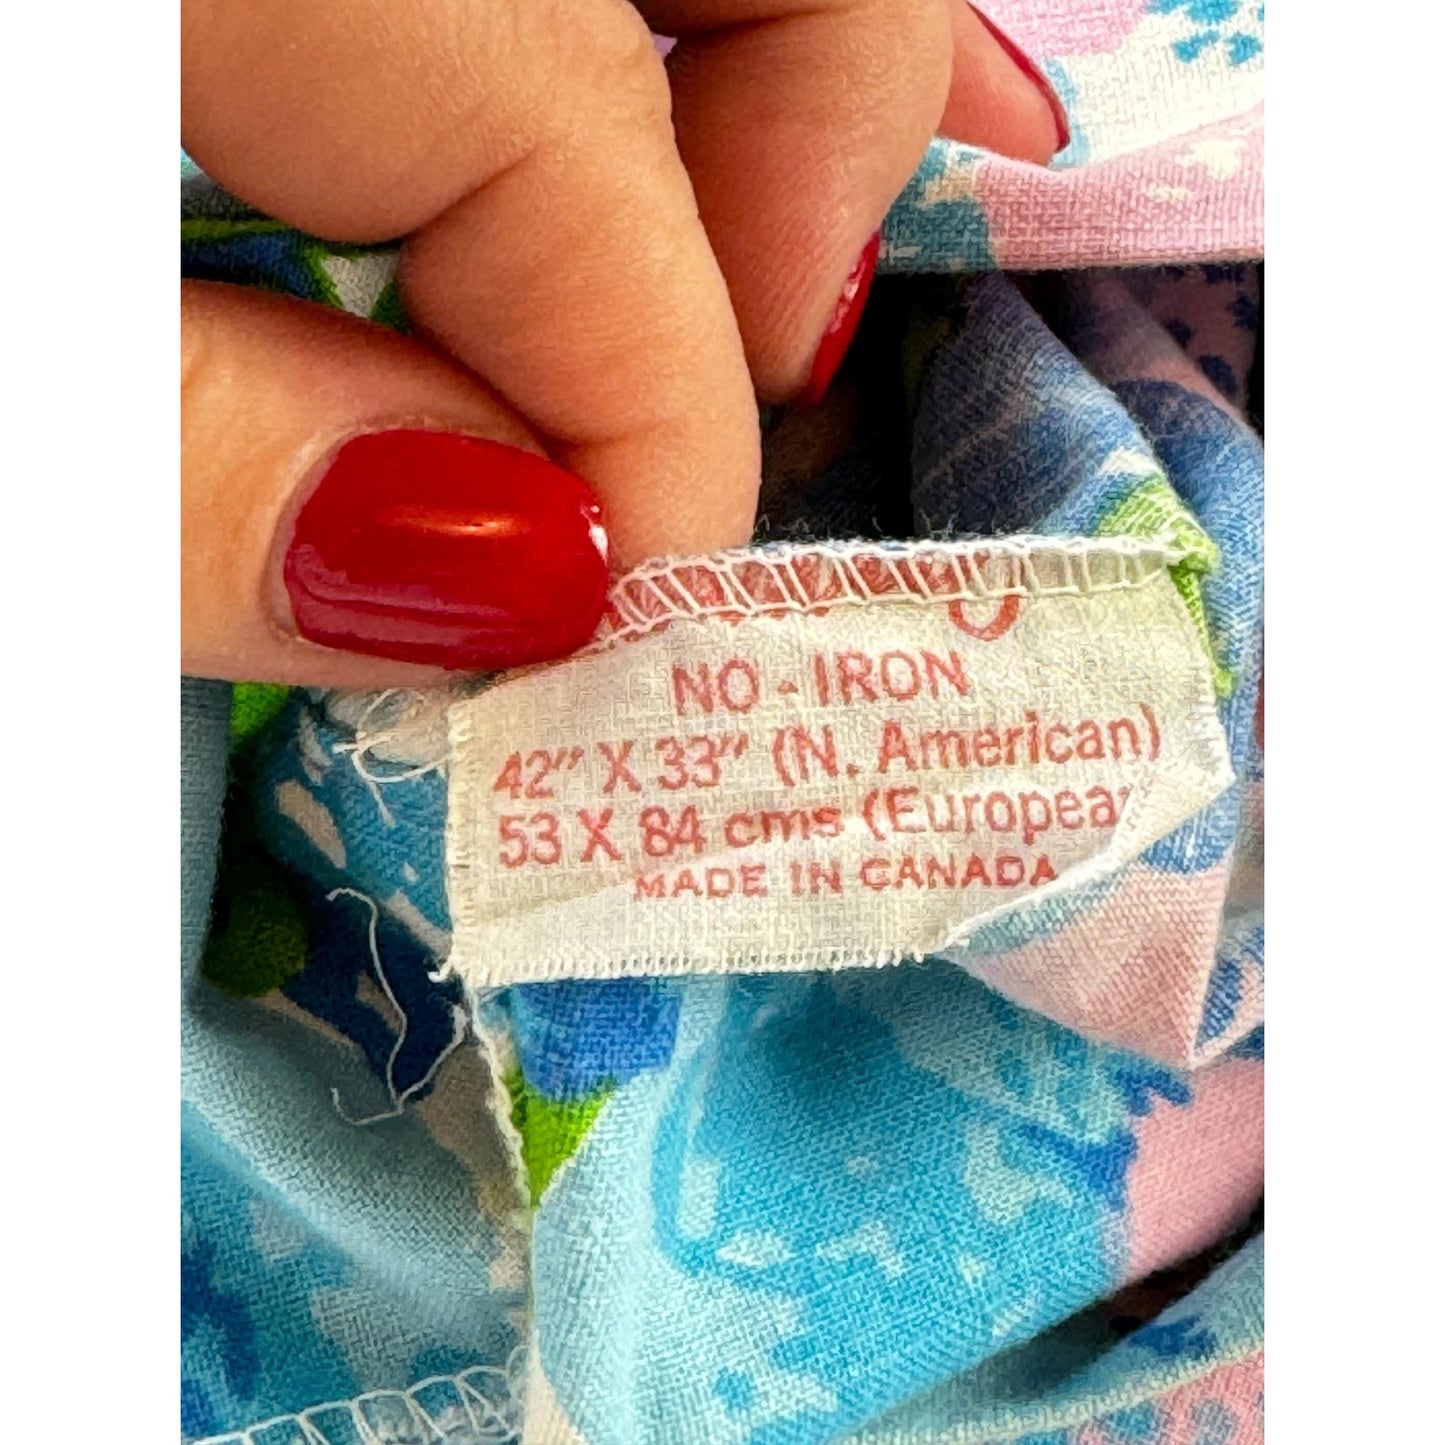 NO - IRON
42" X 33" (N. American)
53 X 84 cms (Europea
MADE IN CANADA